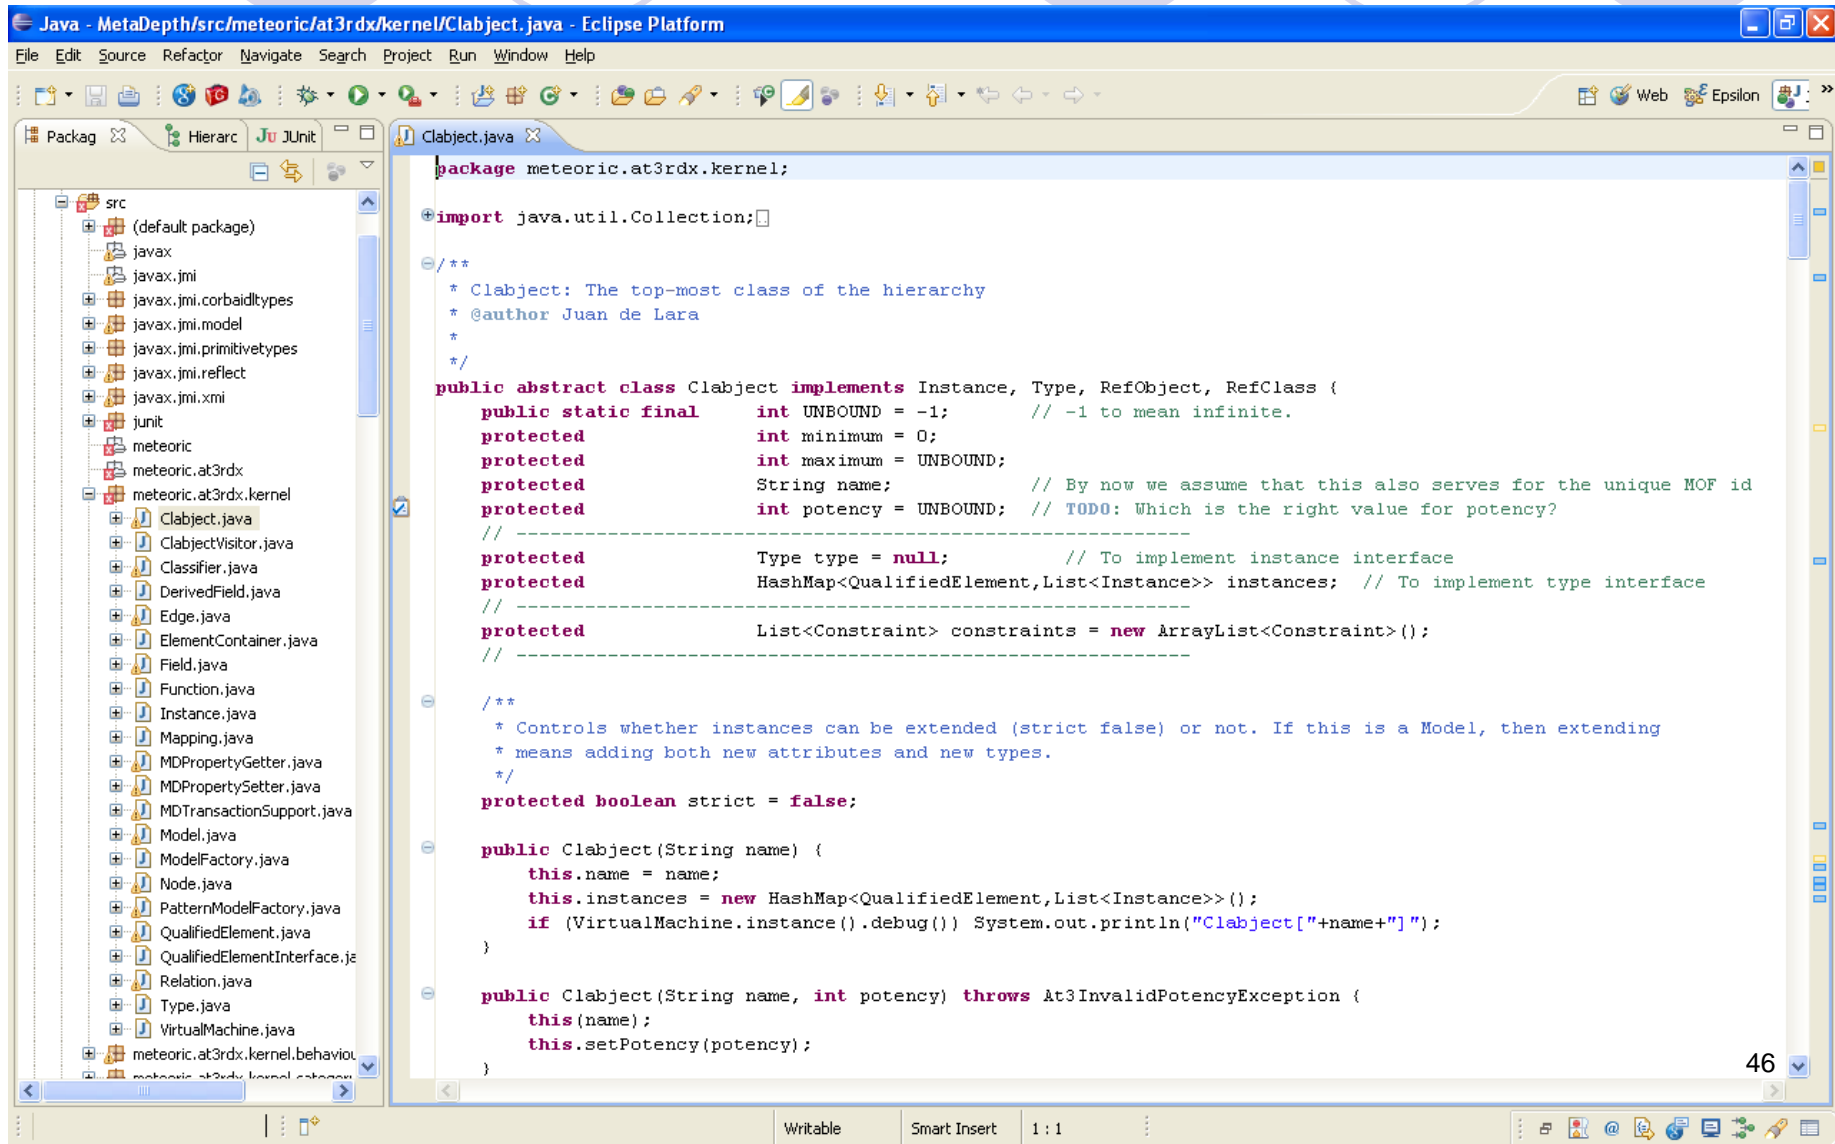 Java - MetaDepth/src/meteoric/at3rdx/kernel/Clabject.java - Eclipse Platform
File Edit Source Refactor Navigate Search Project Run Window Help
Web Epsilon J »
Packag Hierarc JUnit
Clabject.java
src
(default package)
javax
javax.jmi
javax.jmi.corbaidltypes
javax.jmi.model
javax.jmi.primitivetypes
javax.jmi.reflect
javax.jmi.xmi
junit
meteoric
meteoric.at3rdx
meteoric.at3rdx.kernel
Clabject.java
ClabjectVisitor.java
Classifier.java
DerivedField.java
Edge.java
ElementContainer.java
Field.java
Function.java
Instance.java
Mapping.java
MDPropertyGetter.java
MDPropertySetter.java
MDTransactionSupport.java
Model.java
ModelFactory.java
Node.java
PatternModelFactory.java
QualifiedElement.java
QualifiedElementInterface.ja
Relation.java
Type.java
VirtualMachine.java
meteoric.at3rdx.kernel.behaviou
meteoric.at3rdx.kernel.categor
package meteoric.at3rdx.kernel;
import java.util.Collection;
/**
* Clabject: The top-most class of the hierarchy
* @author Juan de Lara
*
*/
public abstract class Clabject implements Instance, Type, RefObject, RefClass {
public static final int UNBOUND = -1; // -1 to mean infinite.
protected int minimum = 0;
protected int maximum = UNBOUND;
protected String name; // By now we assume that this also serves for the unique MOF id
protected int potency = UNBOUND; // TODO: Which is the right value for potency?
// -----------------------------------------------------------
protected Type type = null; // To implement instance interface
protected HashMap<QualifiedElement,List<Instance>> instances; // To implement type interface
// -----------------------------------------------------------
protected List<Constraint> constraints = new ArrayList<Constraint>();
// -----------------------------------------------------------
/**
* Controls whether instances can be extended (strict false) or not. If this is a Model, then extending
* means adding both new attributes and new types.
*/
protected boolean strict = false;
public Clabject(String name) {
this.name = name;
this.instances = new HashMap<QualifiedElement,List<Instance>>();
if (VirtualMachine.instance().debug()) System.out.println("Clabject["+name+"]");
}
public Clabject(String name, int potency) throws At3InvalidPotencyException {
this(name);
this.setPotency(potency);
}
46
Writable Smart Insert 1 : 1